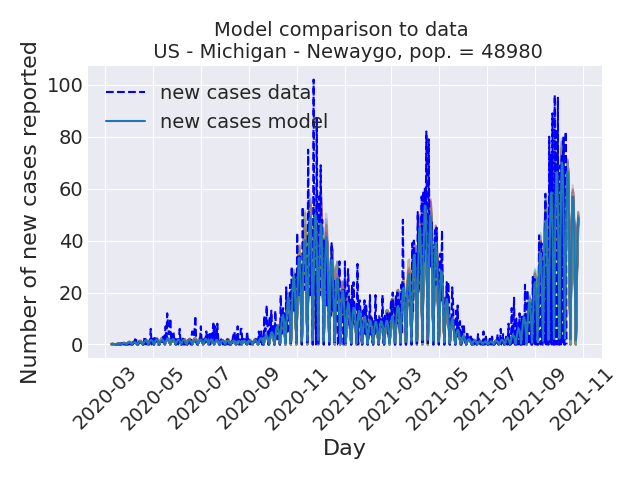 Model comparison to data
US - Michigan - Newaygo, pop. = 48980
Number of new cases reported
100
80
60
40
20
0
new cases data
new cases model
2020-03
2020-05
2020-07
2020-09
2020-11
2021-01
2021-03
2021-05
2021-07
2021-09
2021-11
Day